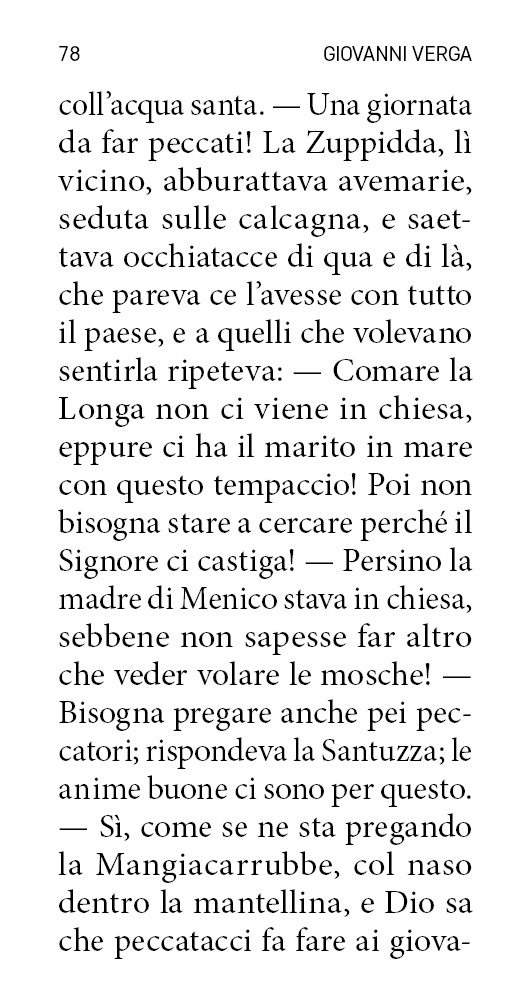 78 GIOVANNI VERGA
coll’acqua santa. — Una giornata
da far peccati! La Zuppidda, lì
vicino, abburattava avemarie,
seduta sulle calcagna, e saet-
tava occhiatacce di qua e di là,
che pareva ce l’avesse con tutto
il paese, e a quelli che volevano
sentirla ripeteva: — Comare la
Longa non ci viene in chiesa,
eppure ci ha il marito in mare
con questo tempaccio! Poi non
bisogna stare a cercare perché il
Signore ci castiga! — Persino la
madre di Menico stava in chiesa,
sebbene non sapesse far altro
che veder volare le mosche! —
Bisogna pregare anche pei pec-
catori; rispondeva la Santuzza; le
anime buone ci sono per questo.
— Sì, come se ne sta pregando
la Mangiacarrubbe, col naso
dentro la mantellina, e Dio sa
che peccatacci fa fare ai giova-